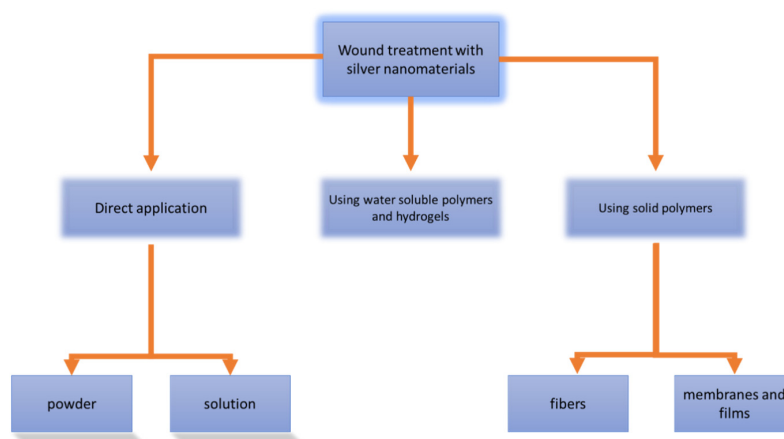 Wound treatment with
silver nanomaterials
Direct application
Using water soluble polymers
and hydrogels
Using solid polymers
powder
solution
fibers
membranes and
films